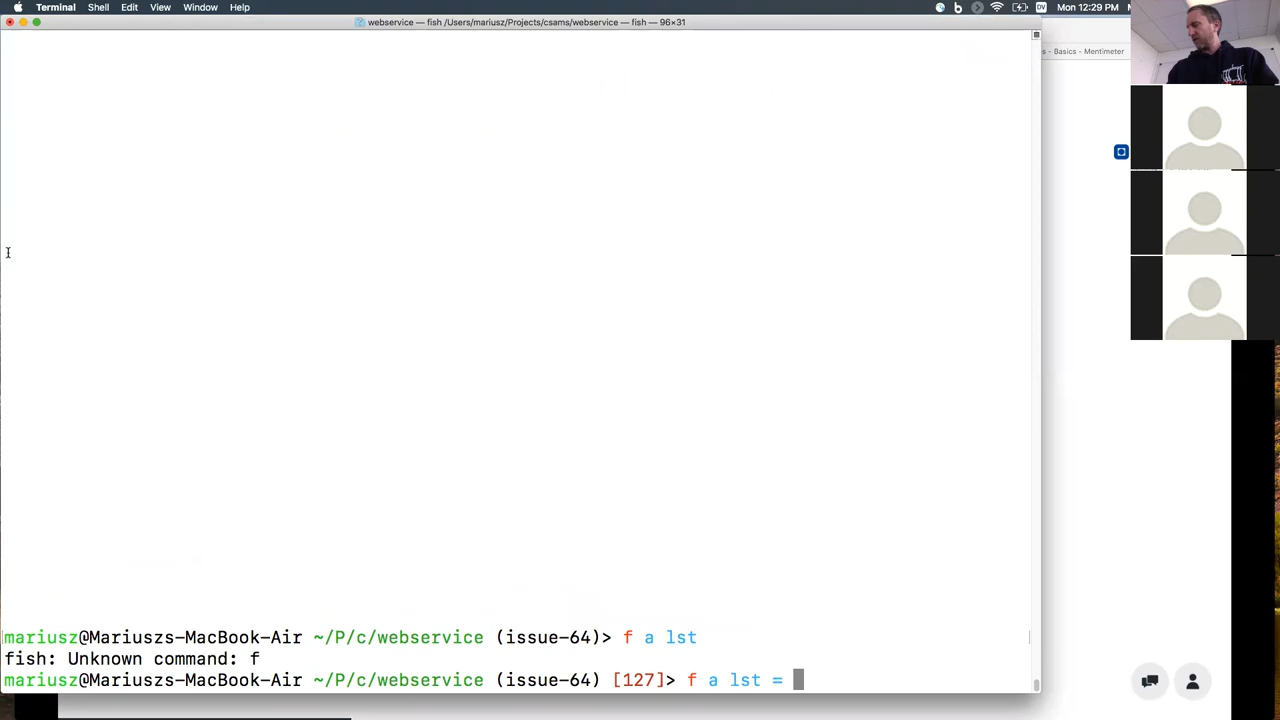 Terminal Shell Edit View Window Help
DV Mon 12:29 PM
webservice — fish /Users/mariusz/Projects/csams/webservice — fish — 96×31
s - Basics - Mentimeter
mariusz@Mariuszs-MacBook-Air ~/P/c/webservice (issue-64)> f a lst
fish: Unknown command: f
mariusz@Mariuszs-MacBook-Air ~/P/c/webservice (issue-64) [127]> f a lst =